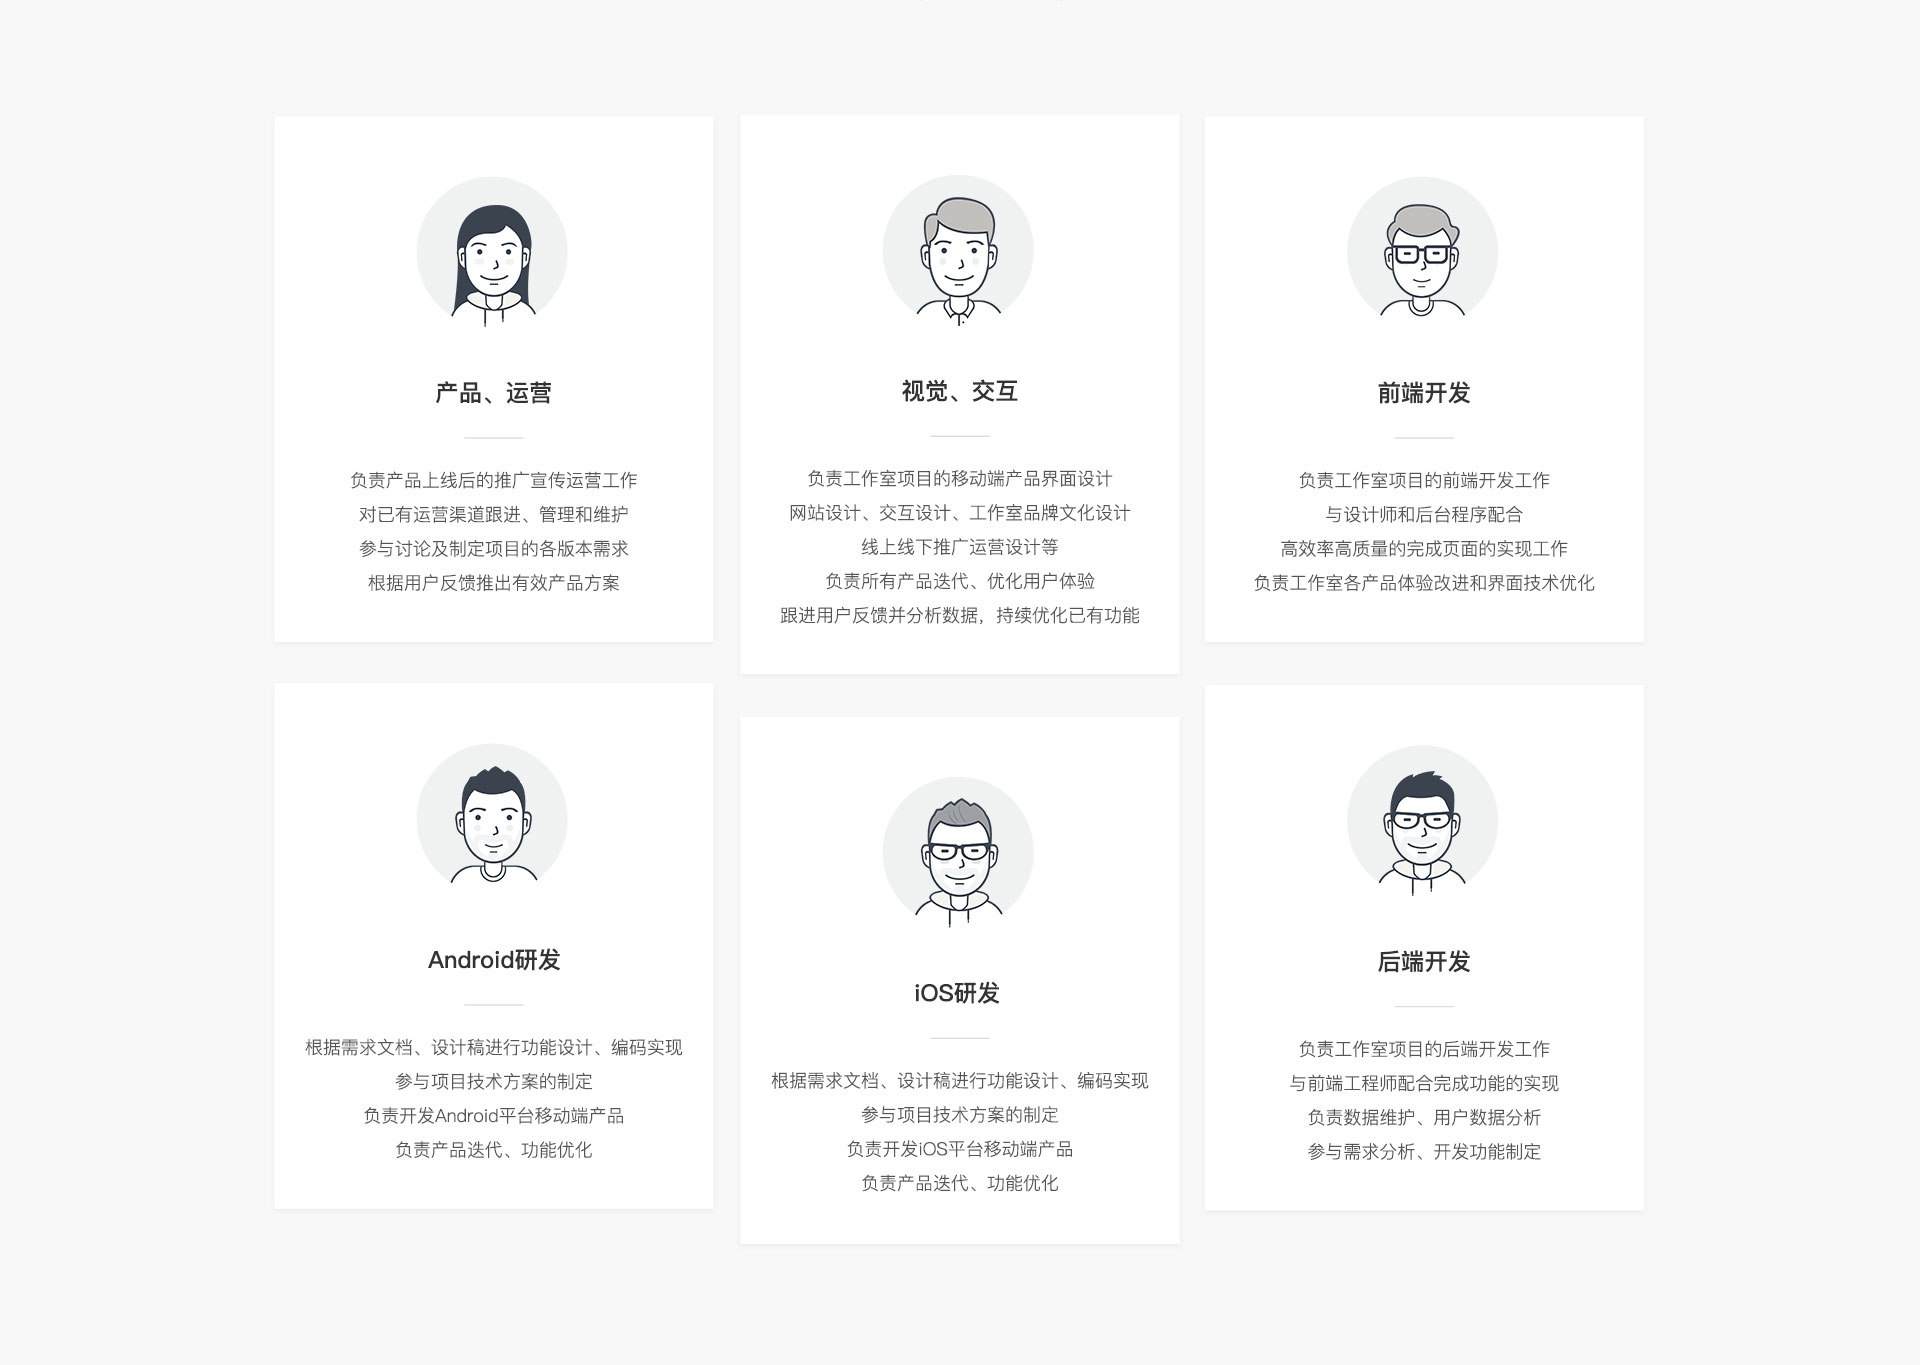 产品、运营
负责产品上线后的推广宣传运营工作
对已有运营渠道跟进、管理和维护
参与讨论及制定项目的各版本需求
根据用户反馈推出有效产品方案
视觉、交互
负责工作室项目的移动端产品界面设计
网站设计、交互设计、工作室品牌文化设计
线上线下推广运营设计等
负责所有产品迭代、优化用户体验
跟进用户反馈并分析数据，持续优化已有功能
前端开发
负责工作室项目的前端开发工作
与设计师和后台程序配合
高效率高质量的完成页面的实现工作
负责工作室各产品体验改进和界面技术优化
Android研发
根据需求文档、设计稿进行功能设计、编码实现
参与项目技术方案的制定
负责开发Android平台移动端产品
负责产品迭代、功能优化
iOS研发
根据需求文档、设计稿进行功能设计、编码实现
参与项目技术方案的制定
负责开发iOS平台移动端产品
负责产品迭代、功能优化
后端开发
负责工作室项目的后端开发工作
与前端工程师配合完成功能的实现
负责数据维护、用户数据分析
参与需求分析、开发功能制定